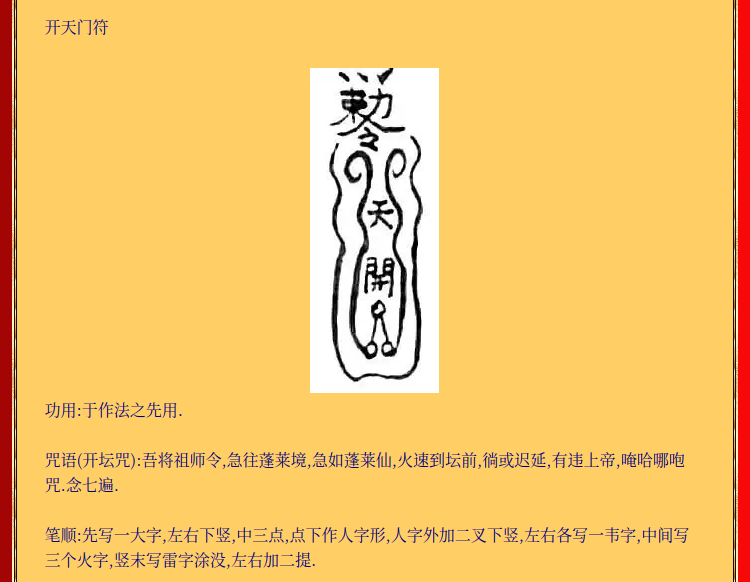 开天门符
勅令
天
開
功用:于作法之先用.
咒语(开坛咒):吾将祖师令,急往蓬莱境,急如蓬莱仙,火速到坛前,徜或迟延,有违上帝,唵哈哪咆
咒.念七遍.
笔顺:先写一大字,左右下竖,中三点,点下作人字形,人字外加二叉下竖,左右各写一韦字,中间写
三个火字,竖末写雷字涂没,左右加二提.